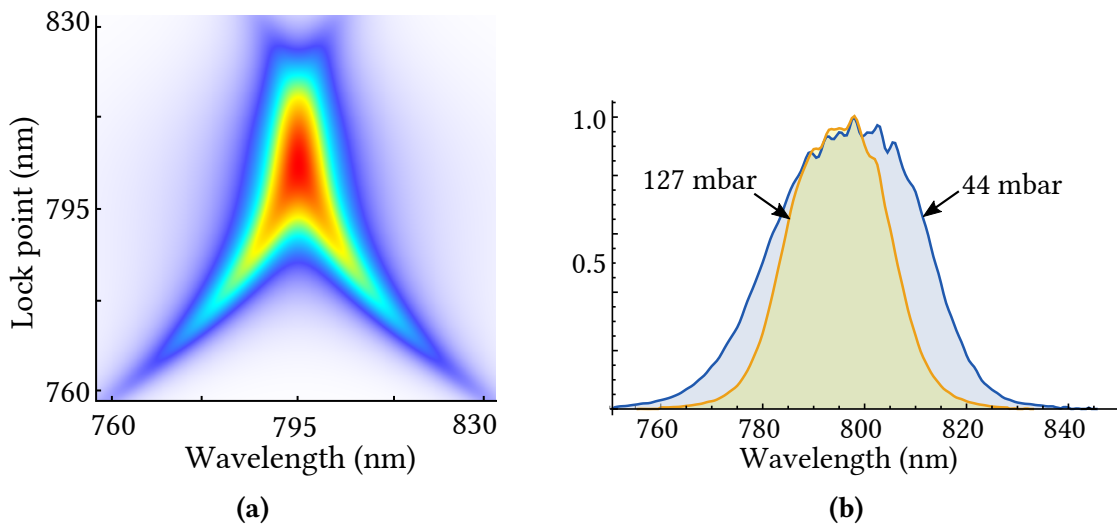 830
795
760
Lock point (nm)
760 795 830
Wavelength (nm)
(a)
1.0
0.5
127 mbar
44 mbar
760 780 800 820 840
Wavelength (nm)
(b)